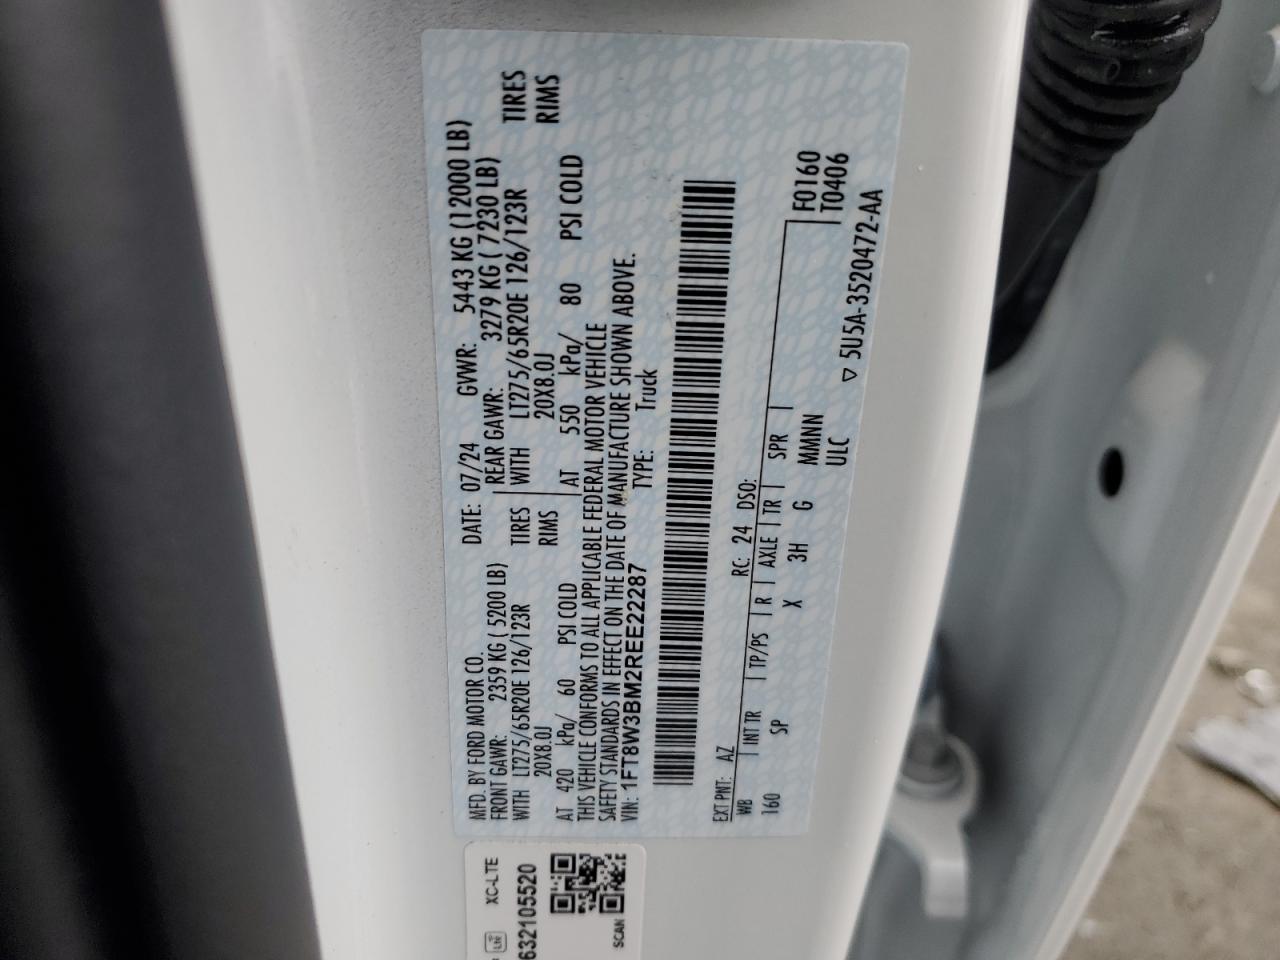 MFD. BY FORD MOTOR CO.
DATE: 07/24 GVWR: 5443 KG (12000 LB)
FRONT GAWR: 2359 KG ( 5200 LB) REAR GAWR: 3279 KG ( 7230 LB)
WITH LT275/65R20E 126/123R TIRES WITH LT275/65R20E 126/123R TIRES
20X8.0J RIMS 20X8.0J RIMS
AT 420 kPa/ 60 PSI COLD AT 550 kPa/ 80 PSI COLD
THIS VEHICLE CONFORMS TO ALL APPLICABLE FEDERAL MOTOR VEHICLE
SAFETY STANDARDS IN EFFECT ON THE DATE OF MANUFACTURE SHOWN ABOVE.
VIN: 1FT8W3BM2REE22287 TYPE: Truck
EXT PNT: AZ RC: 24 DSO: F0160
WB INT TR TP/PS R AXLE TR SPR T0406
160 SP X 3H G MMNN
ULC
▽ 5U5A-3520472-AA
LTE XC-LTE
632105520
SCAN